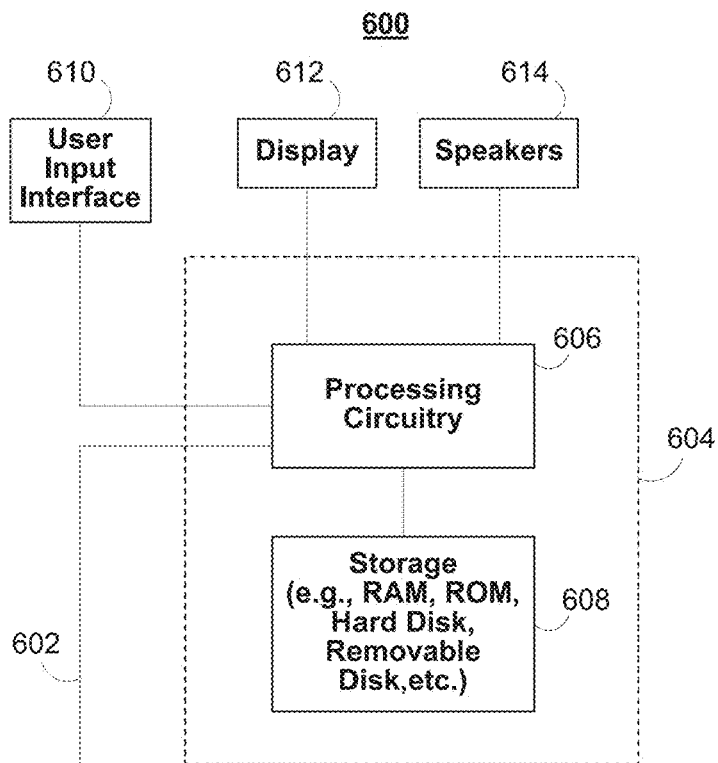 600
610
612
614
User
Input
Interface
Display
Speakers
606
Processing
Circuitry
604
Storage
(e.g., RAM, ROM,
Hard Disk,
Removable
Disk,etc.)
608
602